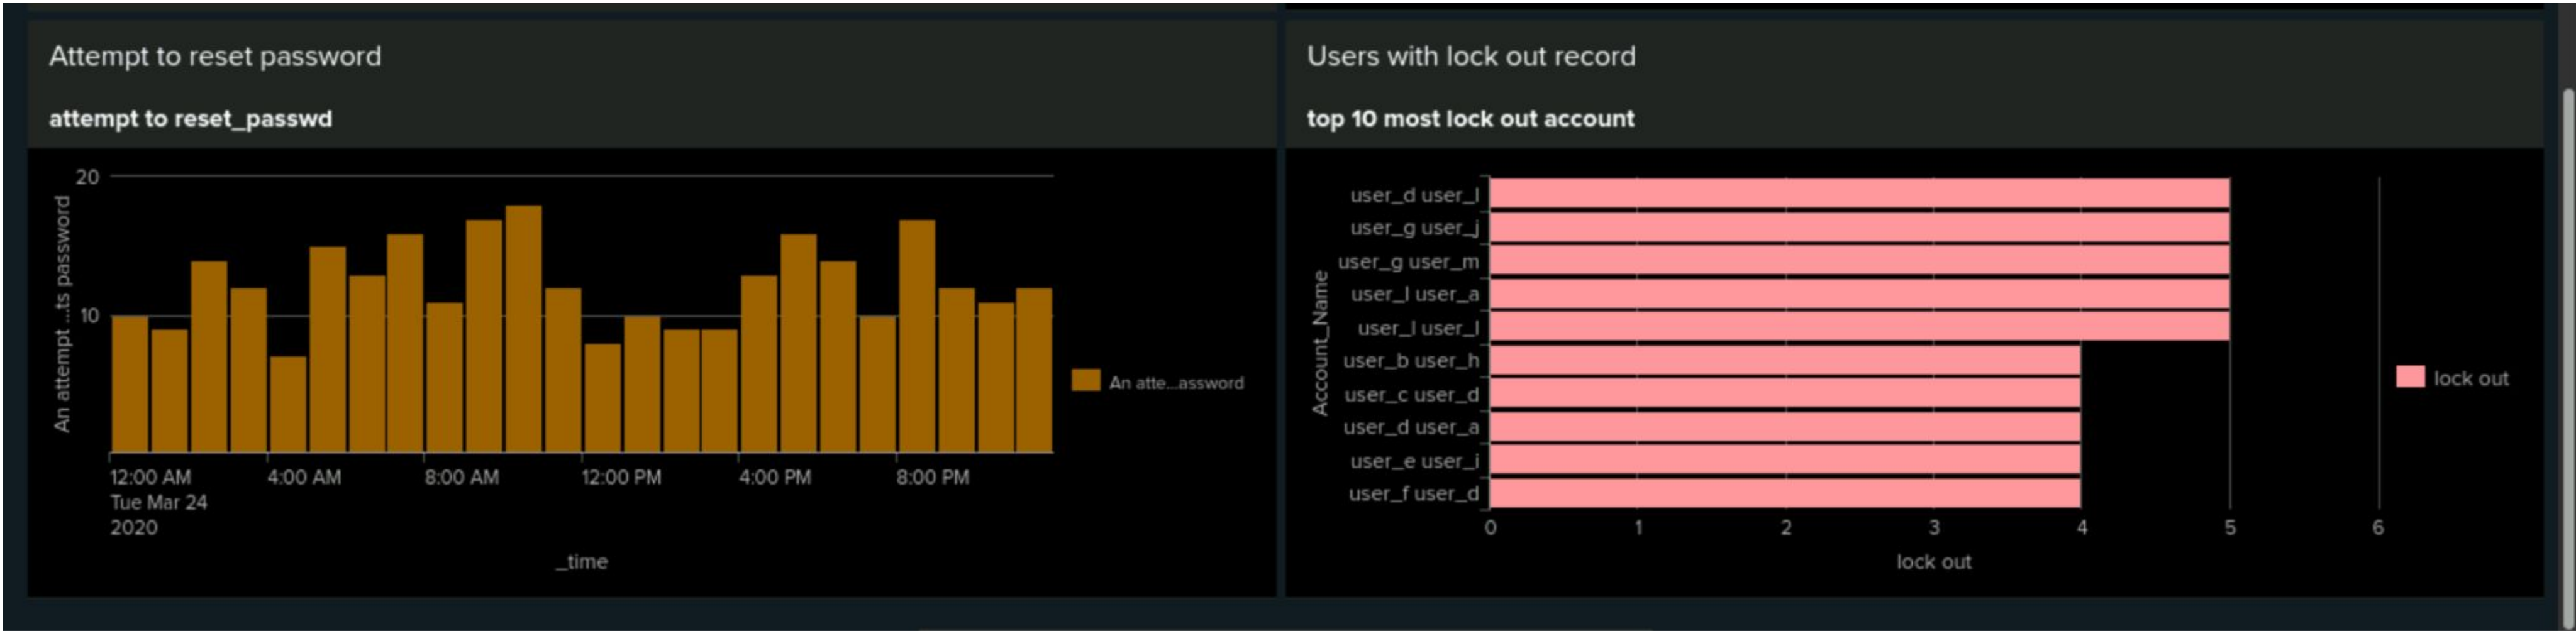 Attempt to reset password
attempt to reset_passwd
20
10
An attempt ...ts password
12:00 AM
Tue Mar 24
2020
4:00 AM
8:00 AM
12:00 PM
4:00 PM
8:00 PM
_time
An atte...assword
Users with lock out record
top 10 most lock out account
Account_Name
user_d user_l
user_g user_j
user_g user_m
user_l user_a
user_l user_l
user_b user_h
user_c user_d
user_d user_a
user_e user_i
user_f user_d
0 1 2 3 4 5 6
lock out
lock out